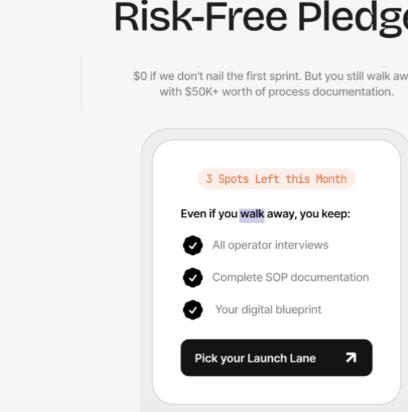 Risk-Free Pledge
$0 if we don't nail the first sprint. But you still walk aw
with $50K+ worth of process documentation.
3 Spots Left this Month
Even if you walk away, you keep:
All operator interviews
Complete SOP documentation
Your digital blueprint
Pick your Launch Lane